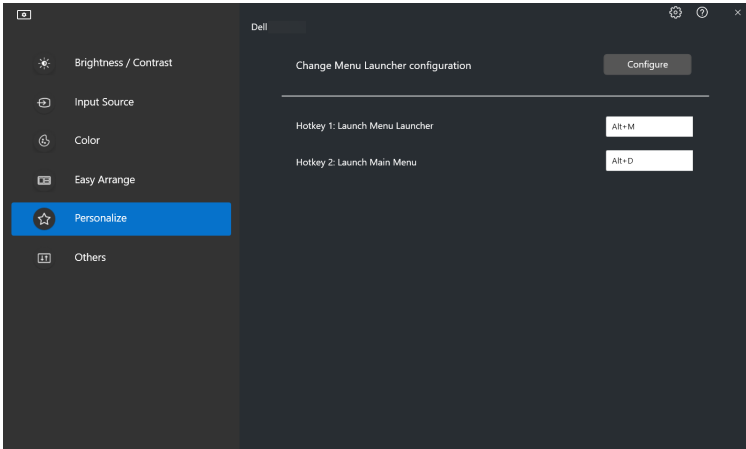 Dell
Brightness / Contrast
Input Source
Color
Easy Arrange
Personalize
Others
Change Menu Launcher configuration
Configure
Hotkey 1: Launch Menu Launcher
Alt+M
Hotkey 2: Launch Main Menu
Alt+D